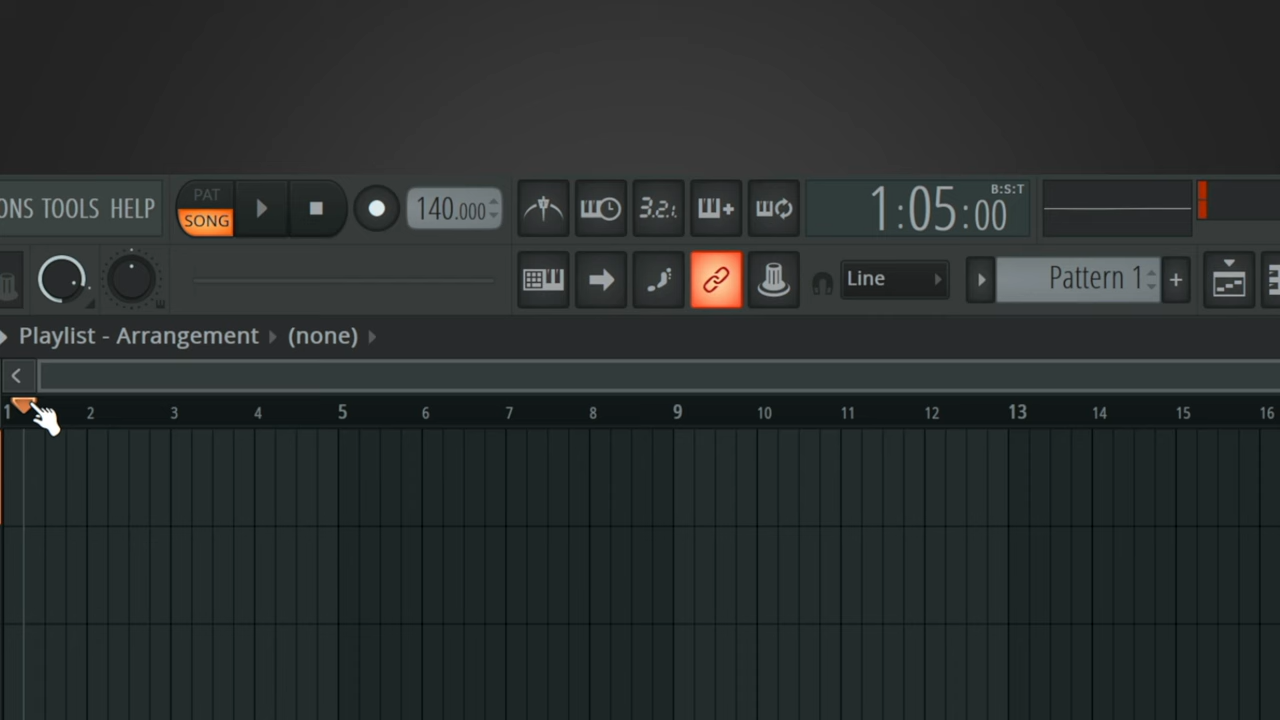 ONS TOOLS HELP
PAT
SONG
140.000
3.2.
1:05:00
B:S:T
Line
Pattern 1
Playlist - Arrangement
(none)
1 2 3 4 5 6 7 8 9 10 11 12 13 14 15 16